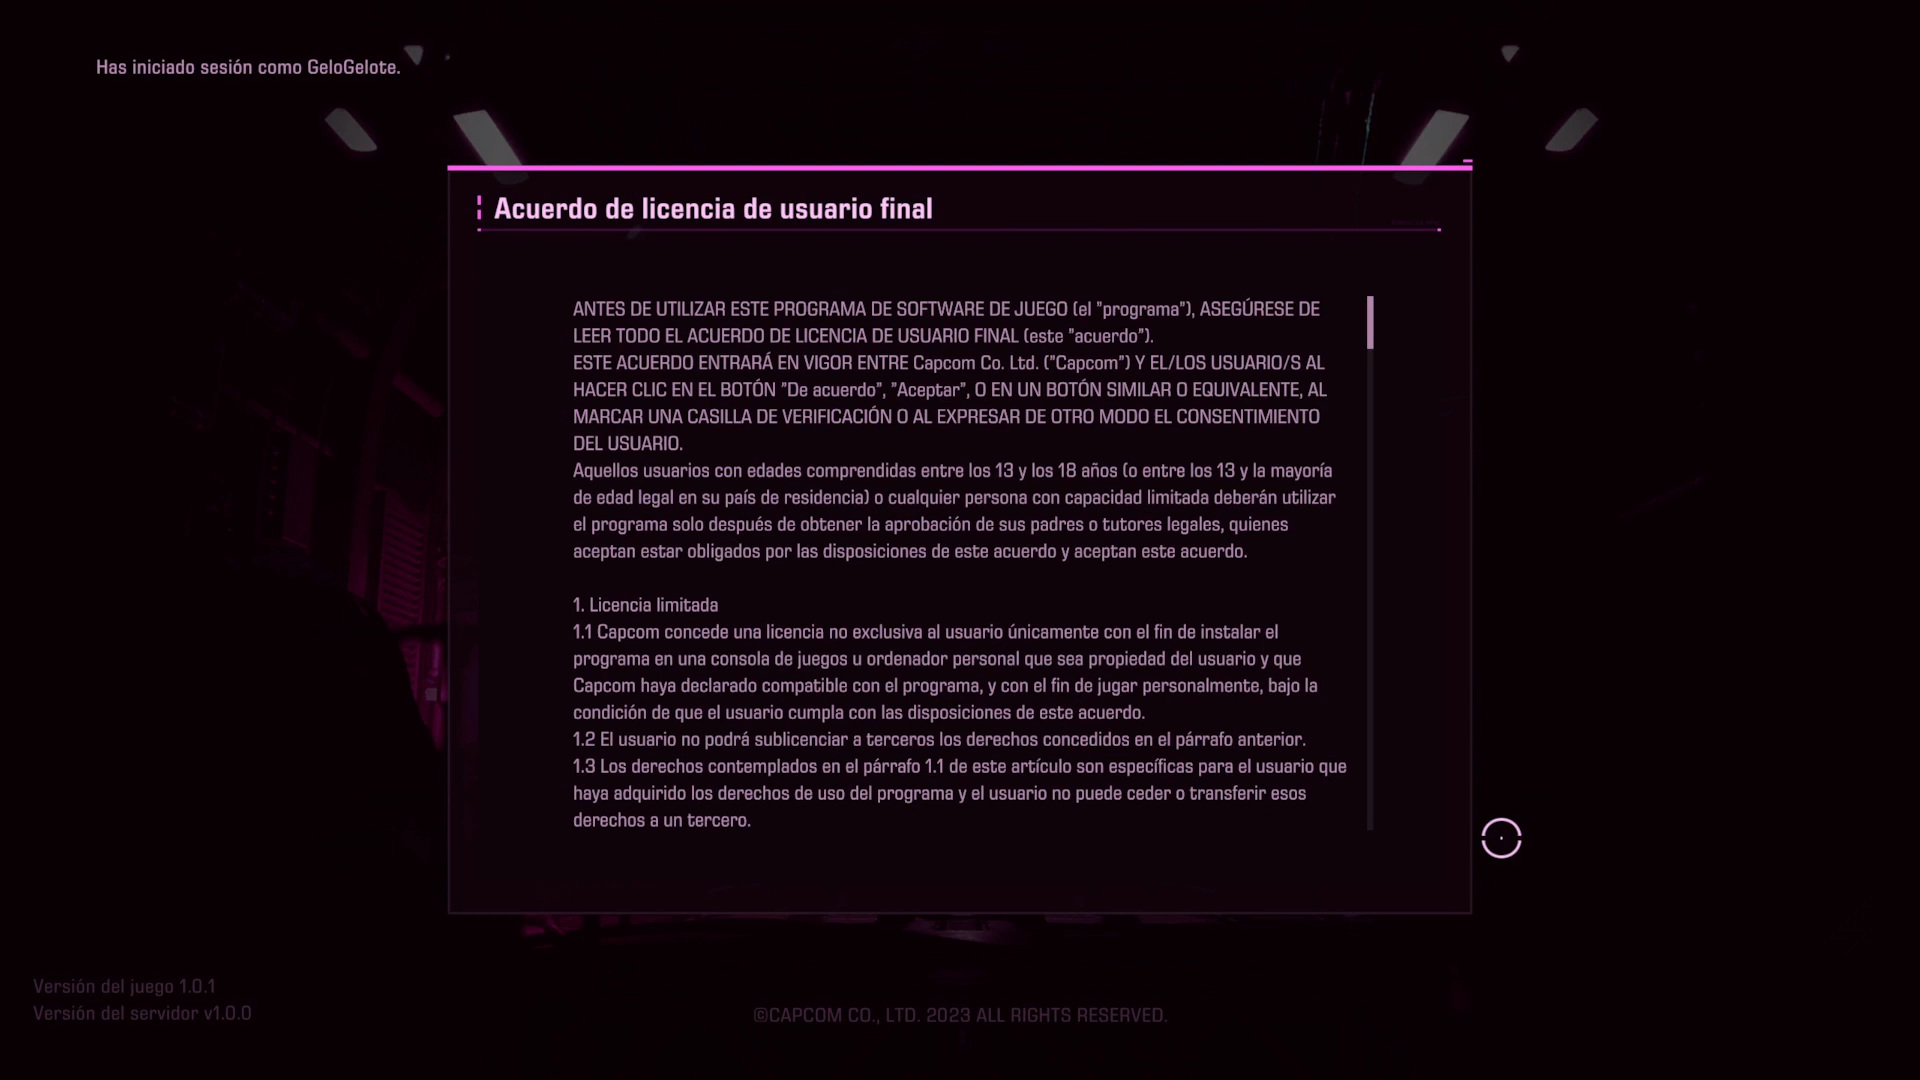 Has iniciado sesión como GeloGelote.
Acuerdo de licencia de usuario final
ANTES DE UTILIZAR ESTE PROGRAMA DE SOFTWARE DE JUEGO (el "programa"), ASEGÚRESE DE
LEER TODO EL ACUERDO DE LICENCIA DE USUARIO FINAL (este "acuerdo").
ESTE ACUERDO ENTRARÁ EN VIGOR ENTRE Capcom Co. Ltd. ("Capcom") Y EL/LOS USUARIO/S AL
HACER CLIC EN EL BOTÓN "De acuerdo", "Aceptar", O EN UN BOTÓN SIMILAR O EQUIVALENTE, AL
MARCAR UNA CASILLA DE VERIFICACIÓN O AL EXPRESAR DE OTRO MODO EL CONSENTIMIENTO
DEL USUARIO.
Aquellos usuarios con edades comprendidas entre los 13 y los 18 años (o entre los 13 y la mayoría
de edad legal en su país de residencia) o cualquier persona con capacidad limitada deberán utilizar
el programa solo después de obtener la aprobación de sus padres o tutores legales, quienes
aceptan estar obligados por las disposiciones de este acuerdo y aceptan este acuerdo.
1. Licencia limitada
1.1 Capcom concede una licencia no exclusiva al usuario únicamente con el fin de instalar el
programa en una consola de juegos u ordenador personal que sea propiedad del usuario y que
Capcom haya declarado compatible con el programa, y con el fin de jugar personalmente, bajo la
condición de que el usuario cumpla con las disposiciones de este acuerdo.
1.2 El usuario no podrá sublicenciar a terceros los derechos concedidos en el párrafo anterior.
1.3 Los derechos contemplados en el párrafo 1.1 de este artículo son específicas para el usuario que
haya adquirido los derechos de uso del programa y el usuario no puede ceder o transferir esos
derechos a un tercero.
Versión del juego 1.0.1
Versión del servidor v1.0.0
©CAPCOM CO., LTD. 2023 ALL RIGHTS RESERVED.